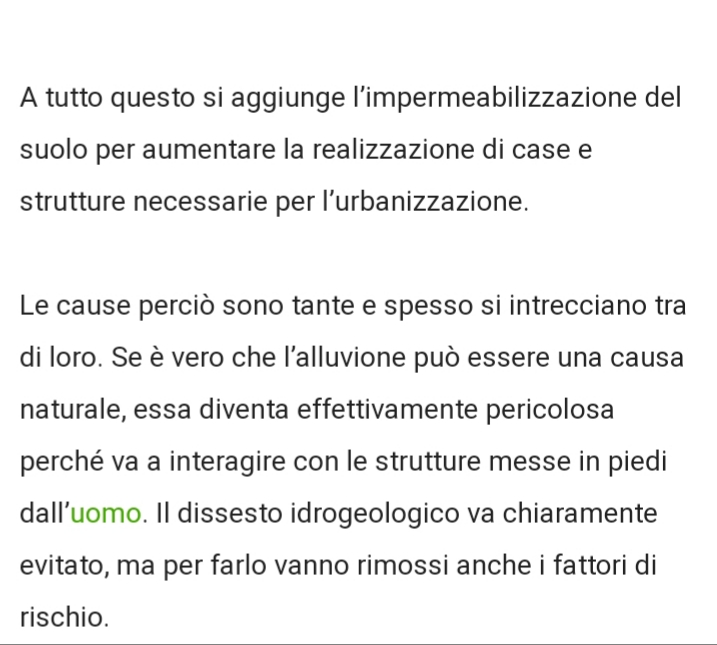 A tutto questo si aggiunge l’impermeabilizzazione del
suolo per aumentare la realizzazione di case e
strutture necessarie per l’urbanizzazione.
Le cause perciò sono tante e spesso si intrecciano tra
di loro. Se è vero che l’alluvione può essere una causa
naturale, essa diventa effettivamente pericolosa
perché va a interagire con le strutture messe in piedi
dall’uomo. Il dissesto idrogeologico va chiaramente
evitato, ma per farlo vanno rimossi anche i fattori di
rischio.